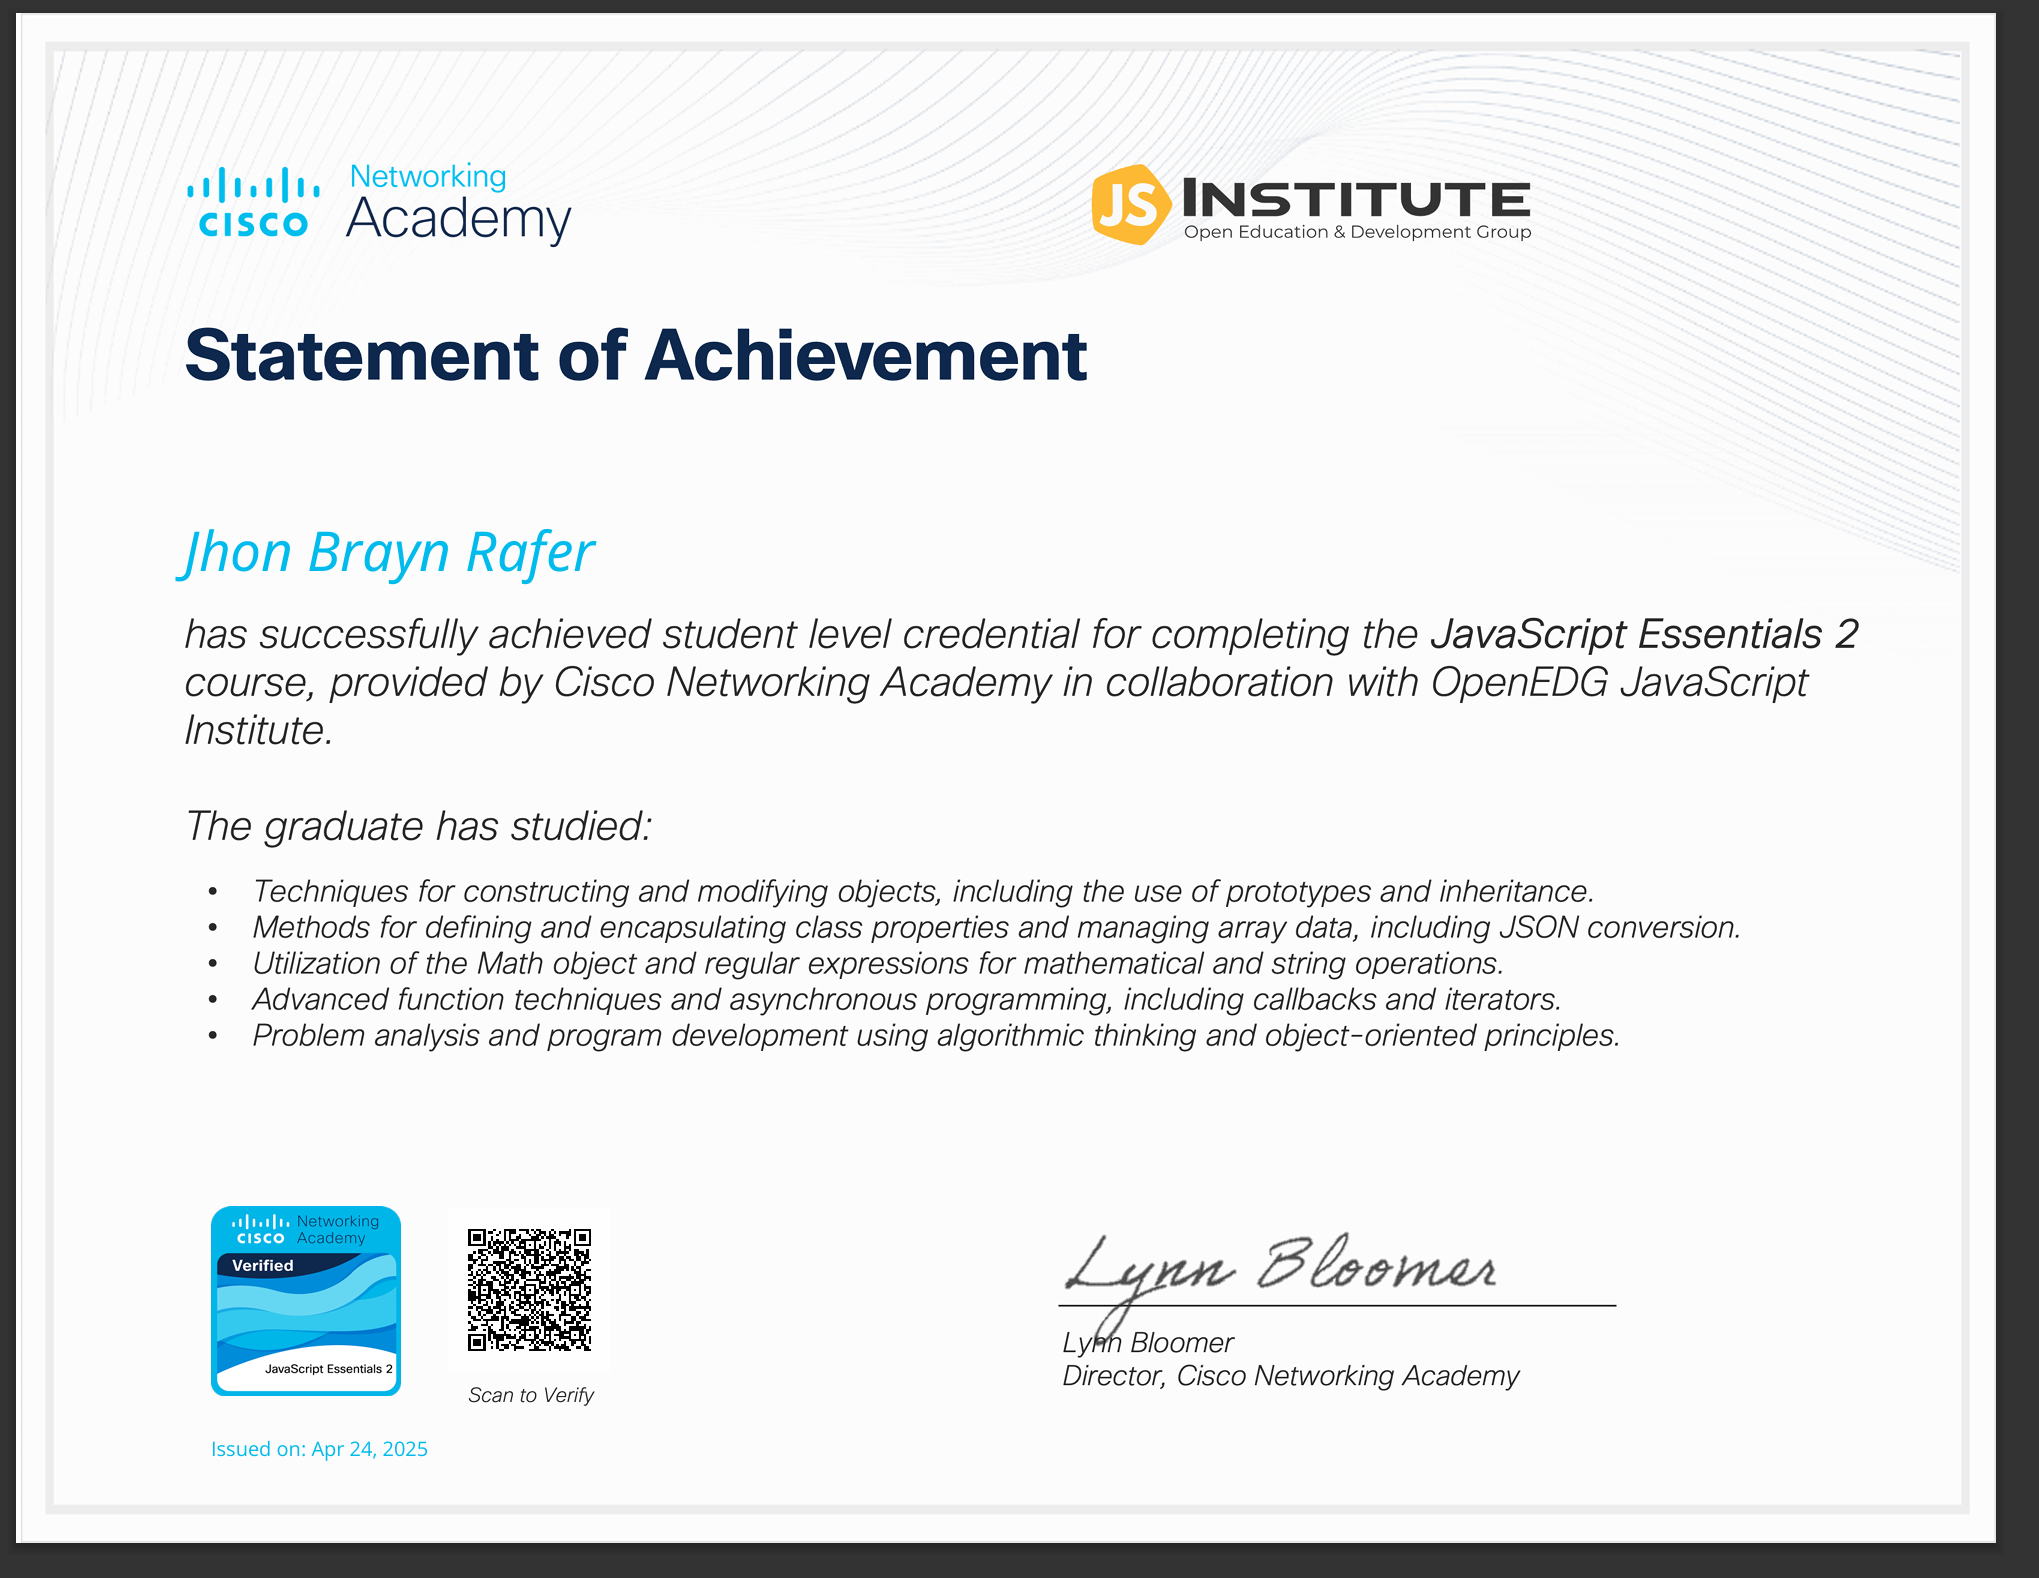 Networking
Academy
CISCO
JS INSTITUTE
Open Education & Development Group
Statement of Achievement
Jhon Brayn Rafer
has successfully achieved student level credential for completing the JavaScript Essentials 2
course, provided by Cisco Networking Academy in collaboration with OpenEDG JavaScript
Institute.
The graduate has studied:
• Techniques for constructing and modifying objects, including the use of prototypes and inheritance.
• Methods for defining and encapsulating class properties and managing array data, including JSON conversion.
• Utilization of the Math object and regular expressions for mathematical and string operations.
• Advanced function techniques and asynchronous programming, including callbacks and iterators.
• Problem analysis and program development using algorithmic thinking and object-oriented principles.
Networking
CISCO Academy
Verified
JavaScript Essentials 2
Scan to Verify
Issued on: Apr 24, 2025
Lynn Bloomer
Lynn Bloomer
Director, Cisco Networking Academy